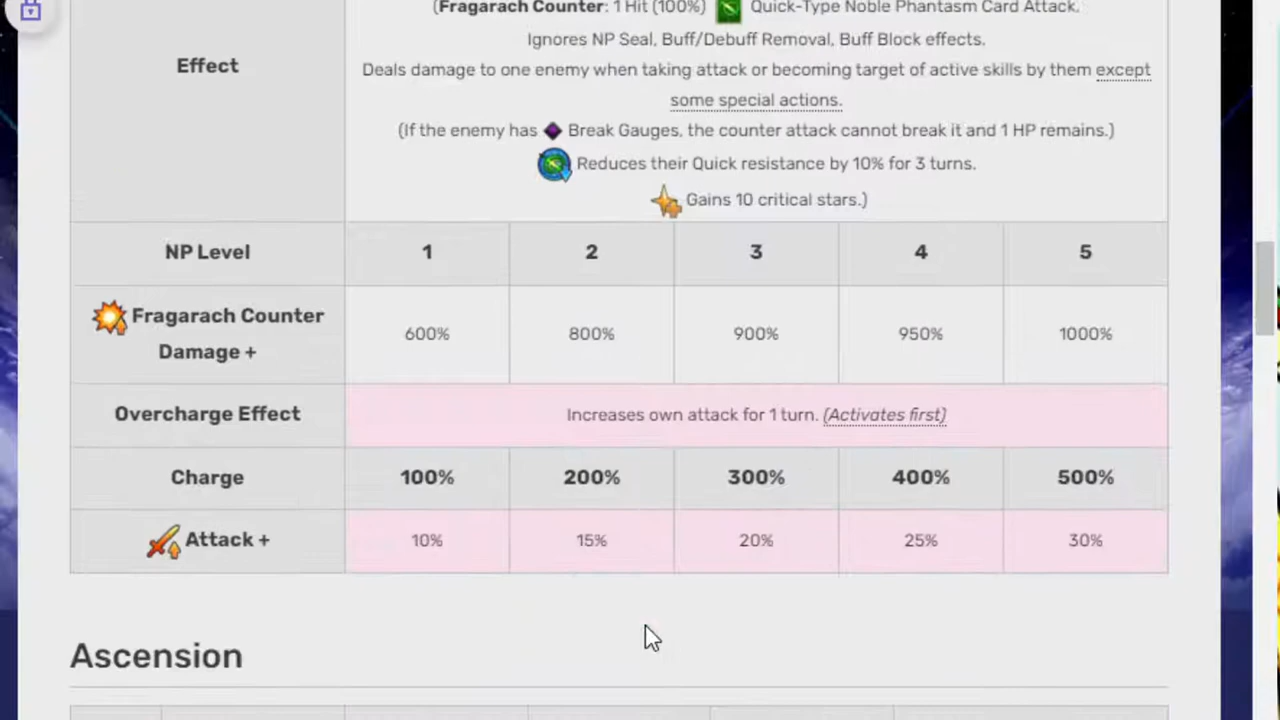 (Fragarach Counter: 1 Hit (100%) Quick-Type Noble Phantasm Card Attack.
Ignores NP Seal, Buff/Debuff Removal, Buff Block effects.
Effect
Deals damage to one enemy when taking attack or becoming target of active skills by them except
some special actions.
(If the enemy has Break Gauges, the counter attack cannot break it and 1 HP remains.)
Reduces their Quick resistance by 10% for 3 turns.
Gains 10 critical stars.)
NP Level 1 2 3 4 5
Fragarach Counter
Damage + 600% 800% 900% 950% 1000%
Overcharge Effect Increases own attack for 1 turn. (Activates first)
Charge 100% 200% 300% 400% 500%
Attack + 10% 15% 20% 25% 30%
Ascension